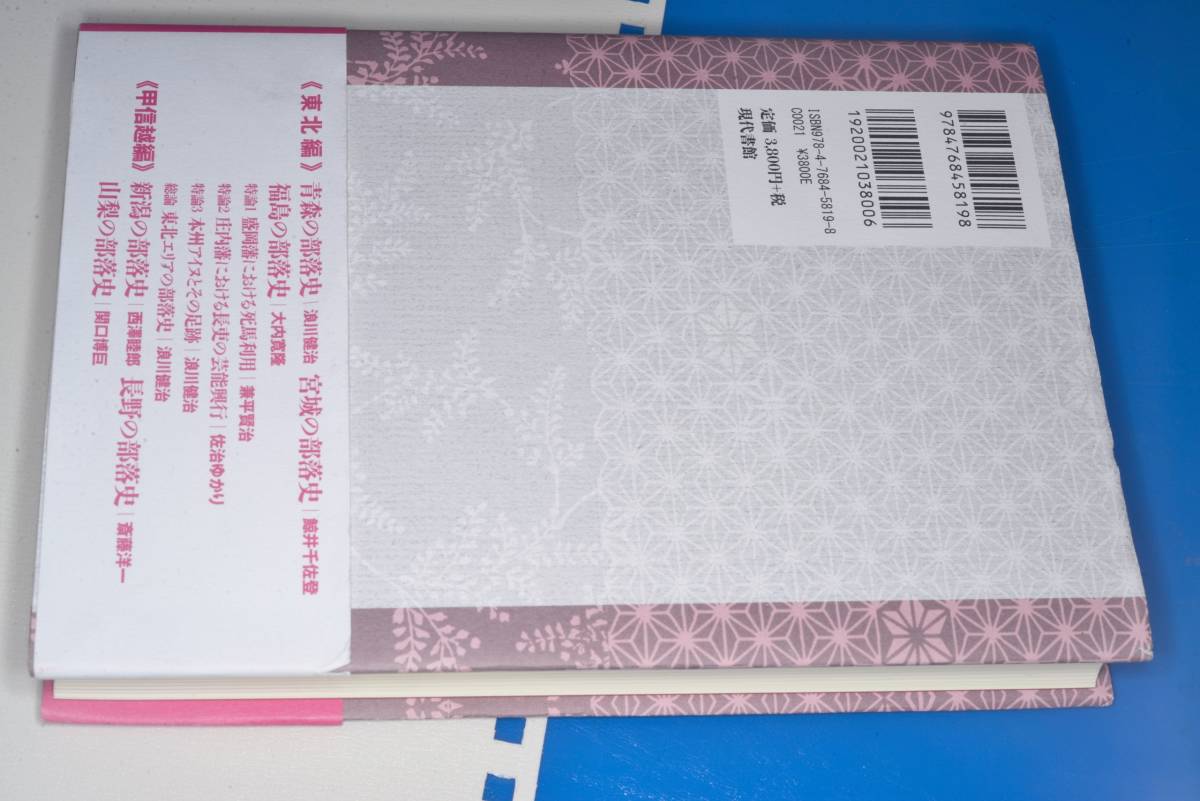 《東北編》 青森の部落史｜浪川健治 宮城の部落史｜鯨井千佐登
福島の部落史｜大内寛隆
特論1 盛岡藩における死馬利用｜兼平賢治
特論2 庄内藩における長吏の芸能興行｜佐治ゆかり
特論3 本州アイヌとその足跡｜浪川健治
総論 東北エリアの部落史｜浪川健治
《甲信越編》 新潟の部落史｜西澤睦郎 長野の部落史｜斎藤洋一
山梨の部落史｜関口博巨
9784768458198
1920021038006
ISBN978-4-7684-5819-8
C0021 ¥3800E
定価 3,800円+税
現代書館